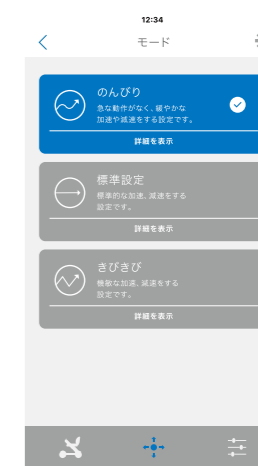 12:34
モード
のんびり
急な動作がなく、緩やかな
加速や減速をする設定です。
詳細を表示
標準設定
標準的な加速、減速をする
設定です。
詳細を表示
きびきび
機敏な加速、減速をする
設定です。
詳細を表示